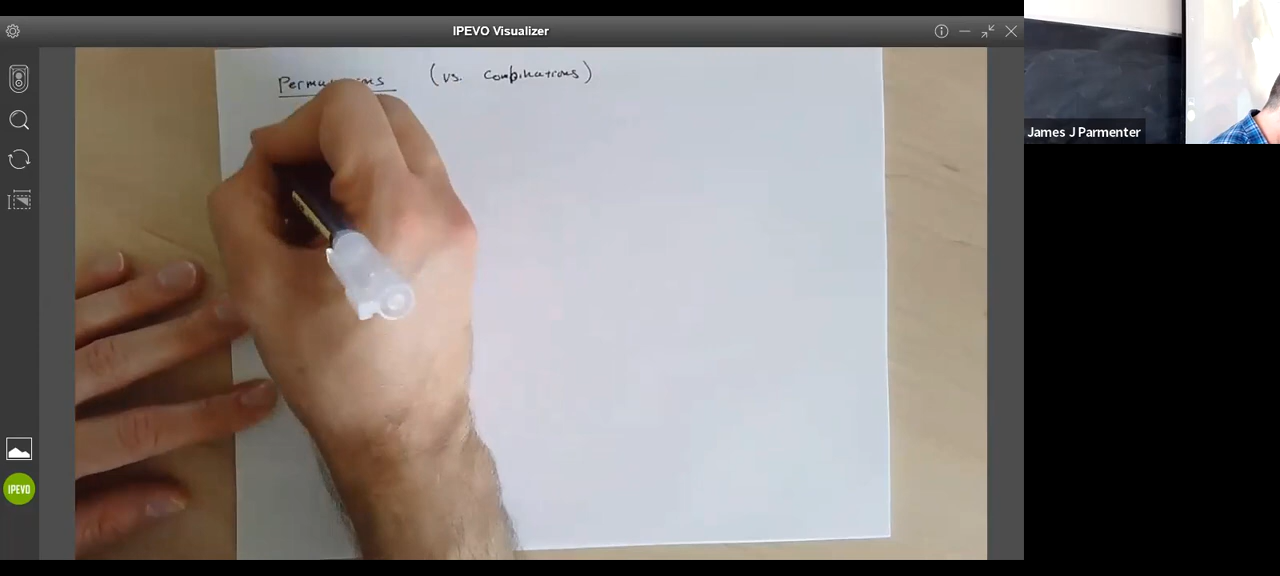 IPEVO Visualizer
(vs. Combinations)
James J Parmenter
IPEVO